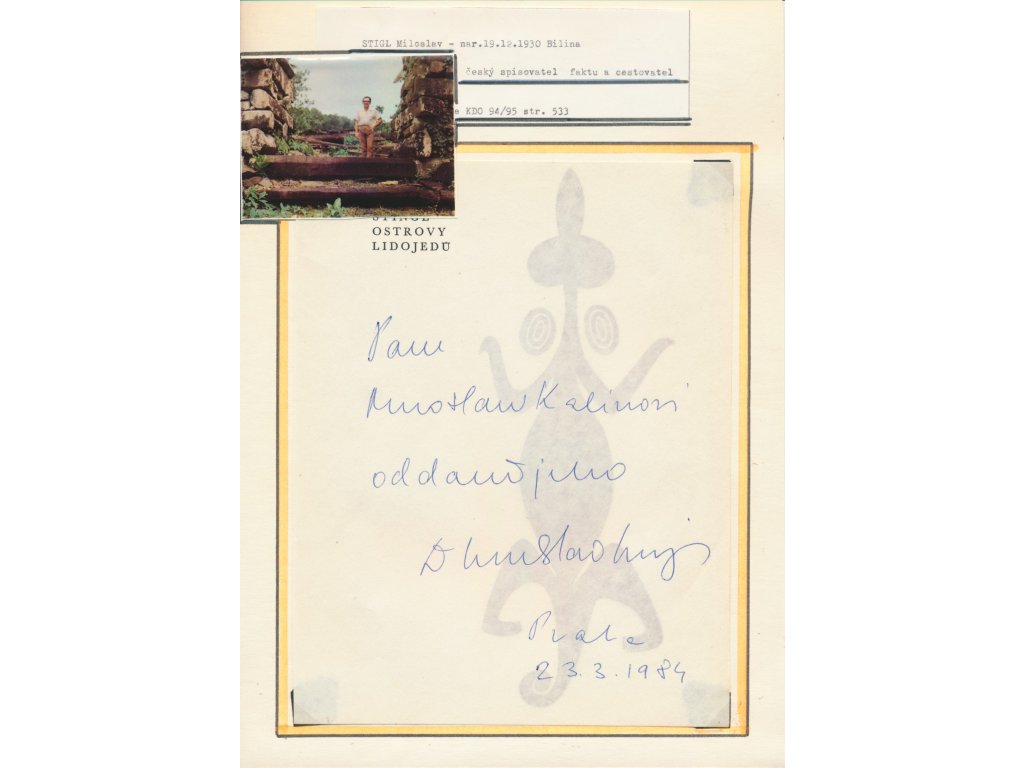 STIGL Miloslav - nar.19.12.1930 Bílina
český spisovatel faktu a cestovatel
KDO 94/95 str. 533
STINGL
OSTROVY
LIDOJEDŮ
Panu
Miroslavu Kalinovi
oddaně jeho
Praha
23.3.1984